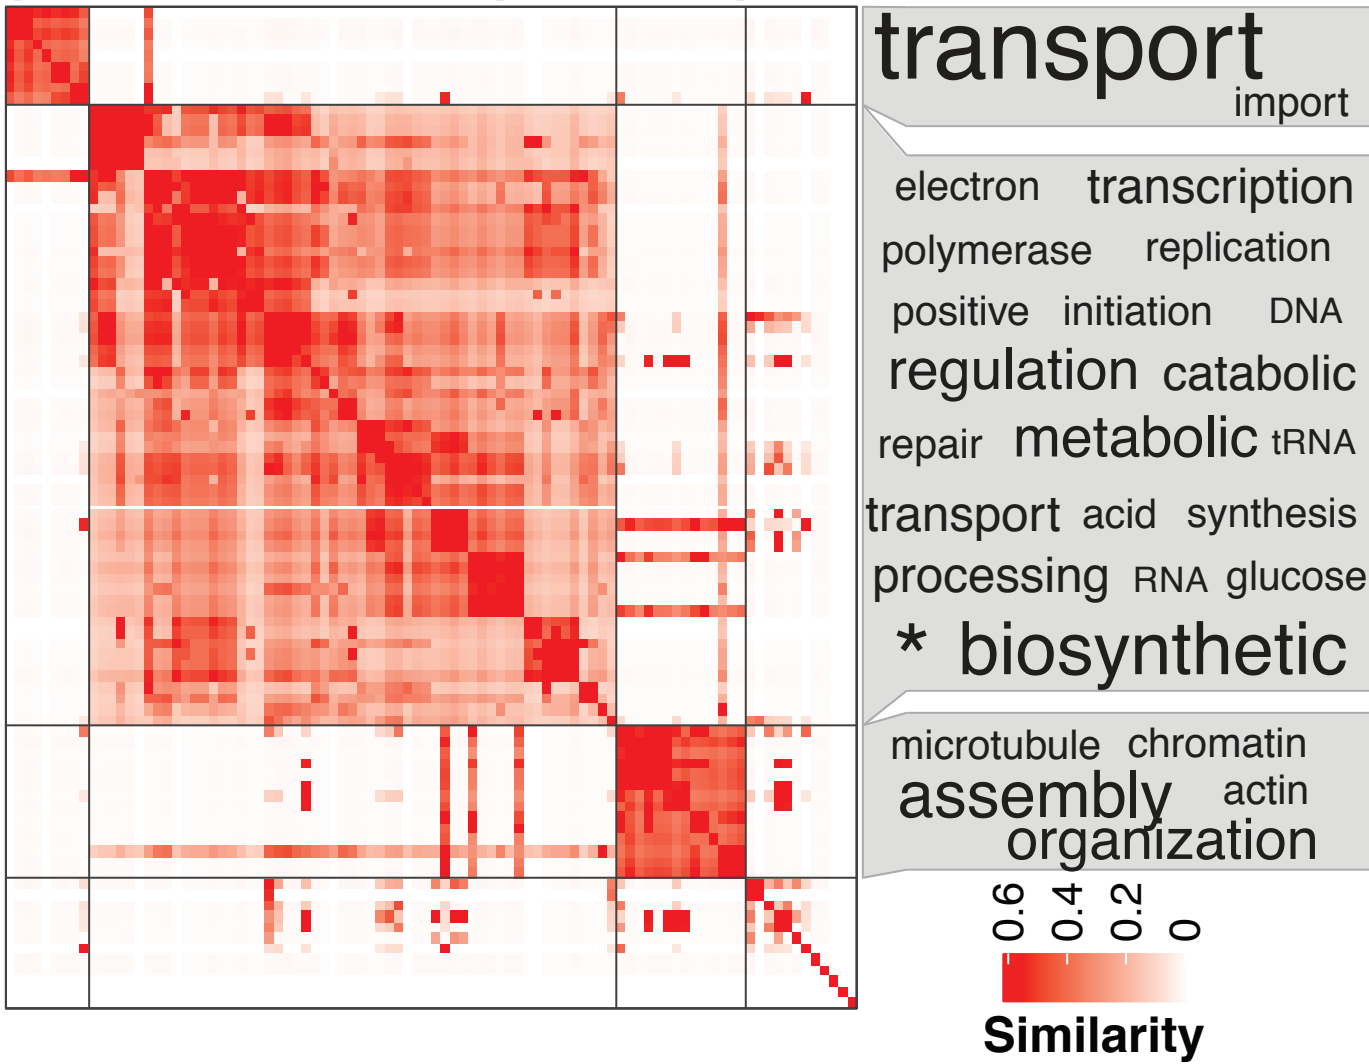 transport
import
electron transcription
polymerase replication
positive initiation DNA
regulation catabolic
repair metabolic tRNA
transport acid synthesis
processing RNA glucose
* biosynthetic
microtubule chromatin
assembly actin
organization
0.6 0.4 0.2 0
Similarity